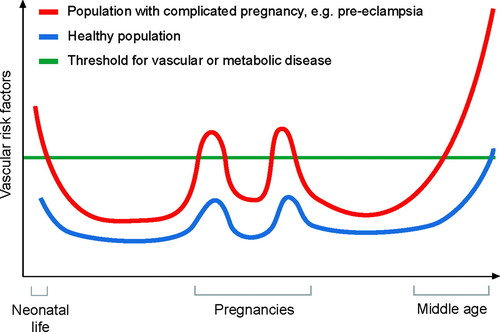 Population with complicated pregnancy, e.g. pre-eclampsia
Healthy population
Threshold for vascular or metabolic disease
Vascular risk factors
Neonatal
life
Pregnancies
Middle age